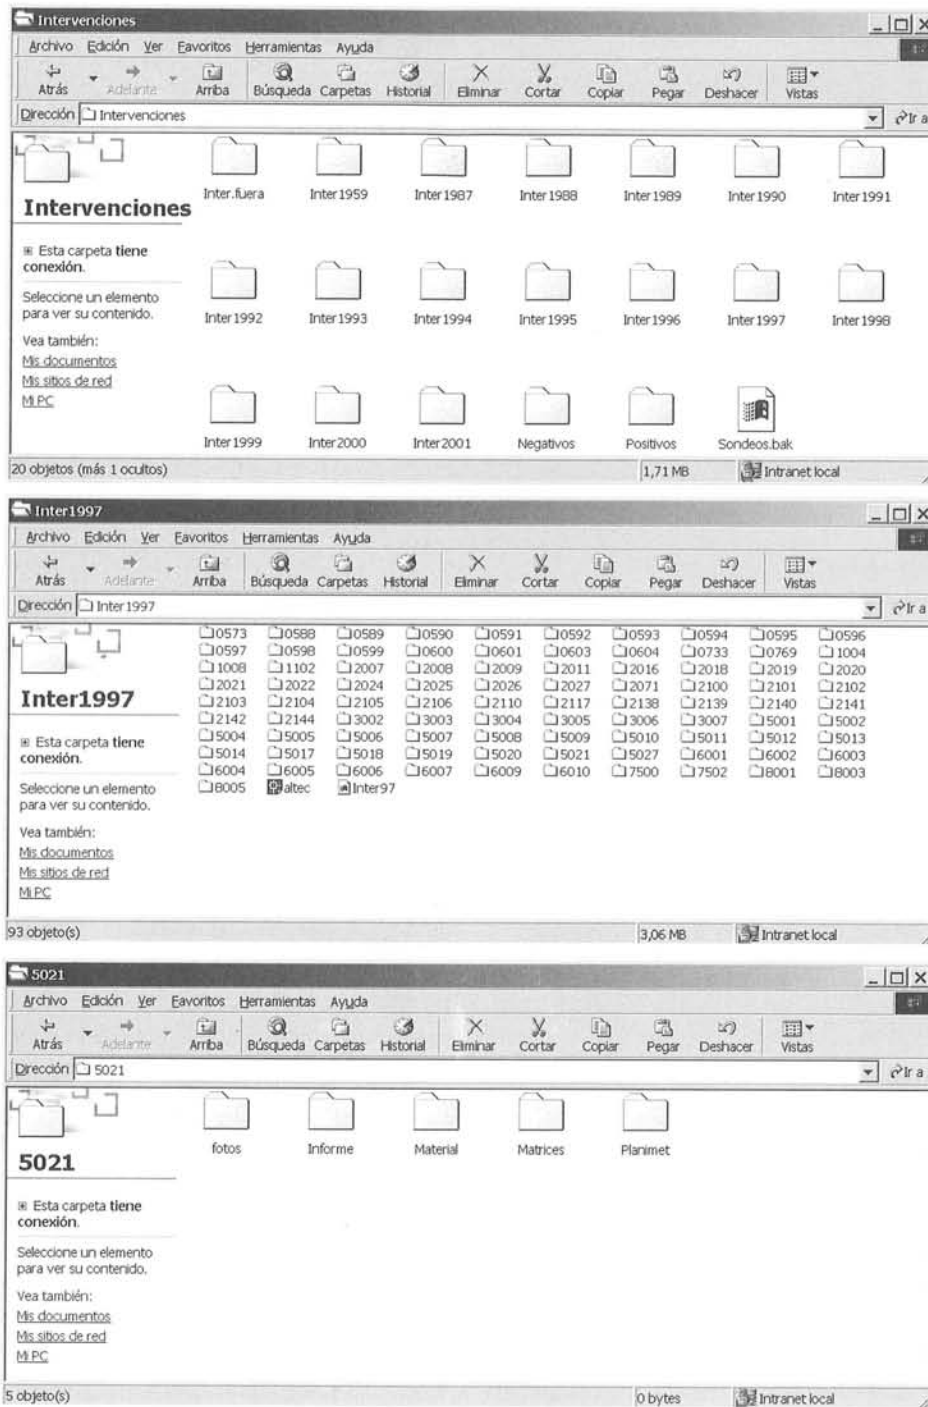 Intervenciones
Archivo Edición Ver Favoritos Herramientas Ayuda
Atrás Adelante Arriba Búsqueda Carpetas Historial Eliminar Cortar Copiar Pegar Deshacer Vistas
Dirección Intervenciones Ir a
Inter.fuera Inter1959 Inter1987 Inter1988 Inter1989 Inter1990 Inter1991
Intervenciones
Esta carpeta tiene
conexión.
Seleccione un elemento
para ver su contenido.
Inter1992 Inter1993 Inter1994 Inter1995 Inter1996 Inter1997 Inter1998
Vea también:
Mis documentos
Mis sitios de red
Mi PC
Inter1999 Inter2000 Inter2001 Negativos Positivos Sondeos.bak
20 objetos (más 1 ocultos) 1,71 MB Intranet local
Inter1997
Archivo Edición Ver Favoritos Herramientas Ayuda
Atrás Adelante Arriba Búsqueda Carpetas Historial Eliminar Cortar Copiar Pegar Deshacer Vistas
Dirección Inter1997 Ir a
0573 0588 0589 0590 0591 0592 0593 0594 0595 0596
0597 0598 0599 0600 0601 0603 0604 0733 0769 1004
1008 1102 2007 2008 2009 2011 2016 2018 2019 2020
2021 2022 2024 2025 2026 2027 2071 2100 2101 2102
2103 2104 2105 2106 2110 2117 2138 2139 2140 2141
2142 2144 3002 3003 3004 3005 3006 3007 5001 5002
5004 5005 5006 5007 5008 5009 5010 5011 5012 5013
5014 5017 5018 5019 5020 5021 5027 6001 6002 6003
6004 6005 6006 6007 6009 6010 7500 7502 8001 8003
8005 altec Inter97
Inter1997
Esta carpeta tiene
conexión.
Seleccione un elemento
para ver su contenido.
Vea también:
Mis documentos
Mis sitios de red
Mi PC
93 objeto(s) 3,06 MB Intranet local
5021
Archivo Edición Ver Favoritos Herramientas Ayuda
Atrás Adelante Arriba Búsqueda Carpetas Historial Eliminar Cortar Copiar Pegar Deshacer Vistas
Dirección 5021 Ir a
fotos Informe Material Matrices Planimet
5021
Esta carpeta tiene
conexión.
Seleccione un elemento
para ver su contenido.
Vea también:
Mis documentos
Mis sitios de red
Mi PC
5 objeto(s) 0 bytes Intranet local